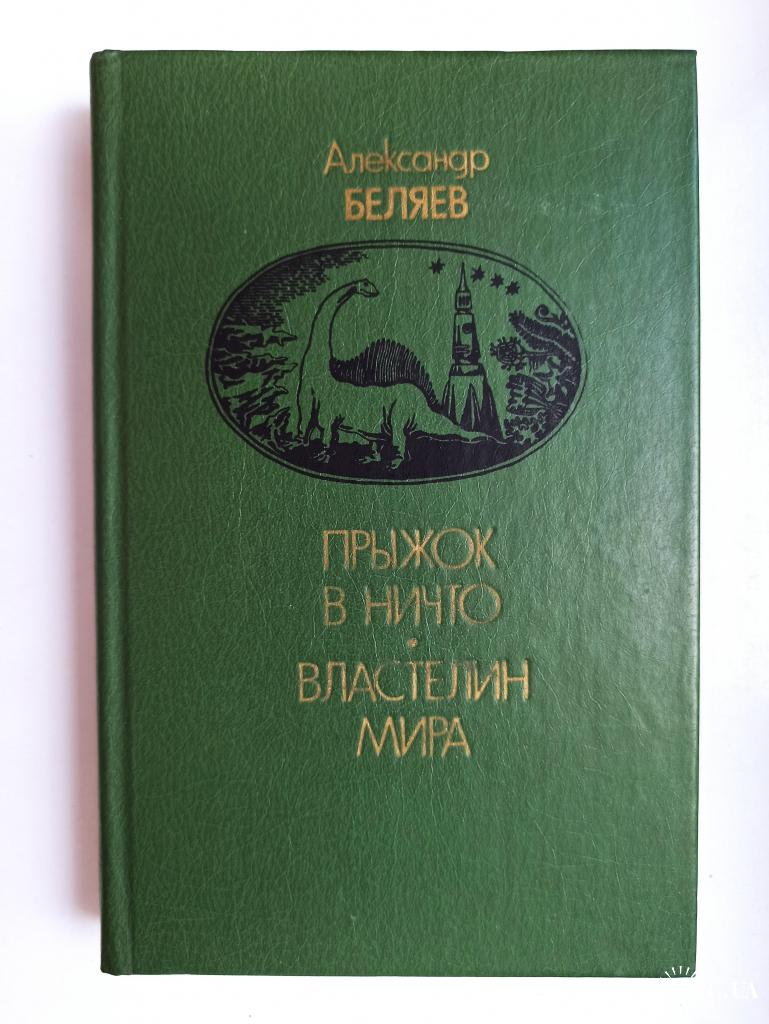 Александр
БЕЛЯЕВ
ПРЫЖОК
В НИЧТО
•
ВЛАСТЕЛИН
МИРА